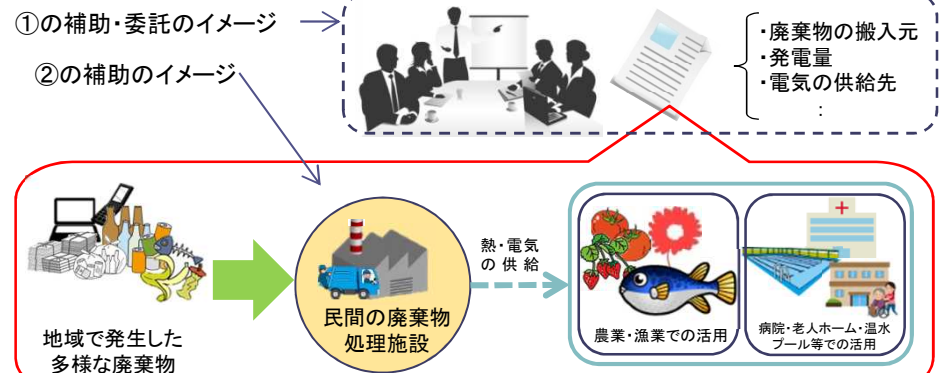 ①の補助・委託のイメージ
②の補助のイメージ
・廃棄物の搬入元
・発電量
・電気の供給先
：
地域で発生した
多様な廃棄物
民間の廃棄物
処理施設
熱・電気
の供給
農業・漁業での活用
病院・老人ホーム・温水
プール等での活用